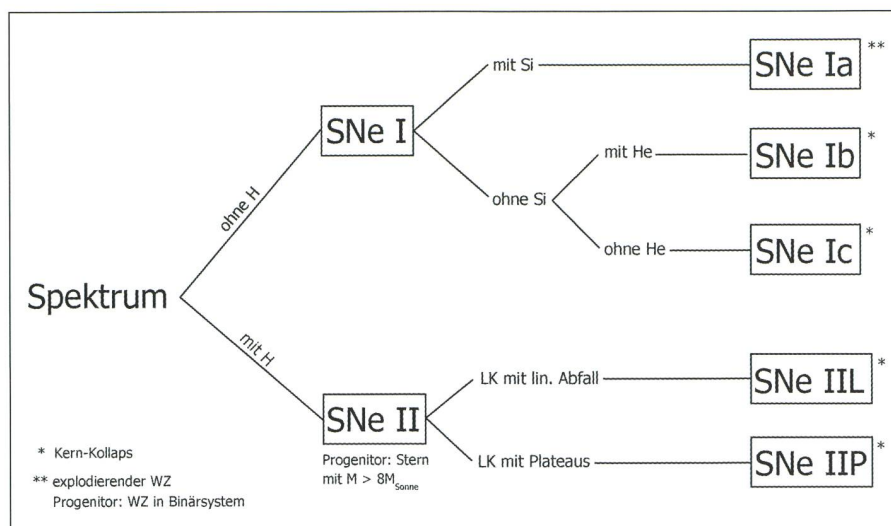 Spektrum
ohne H
SNe I
mit Si
SNe Ia **
ohne Si
mit He
SNe Ib *
ohne He
SNe Ic *
mit H
SNe II
Progenitor: Stern
mit M > 8M Sonne
LK mit lin. Abfall
SNe IIL *
LK mit Plateaus
SNe IIP *
* Kern-Kollaps
** explodierender WZ
Progenitor: WZ in Binärsystem